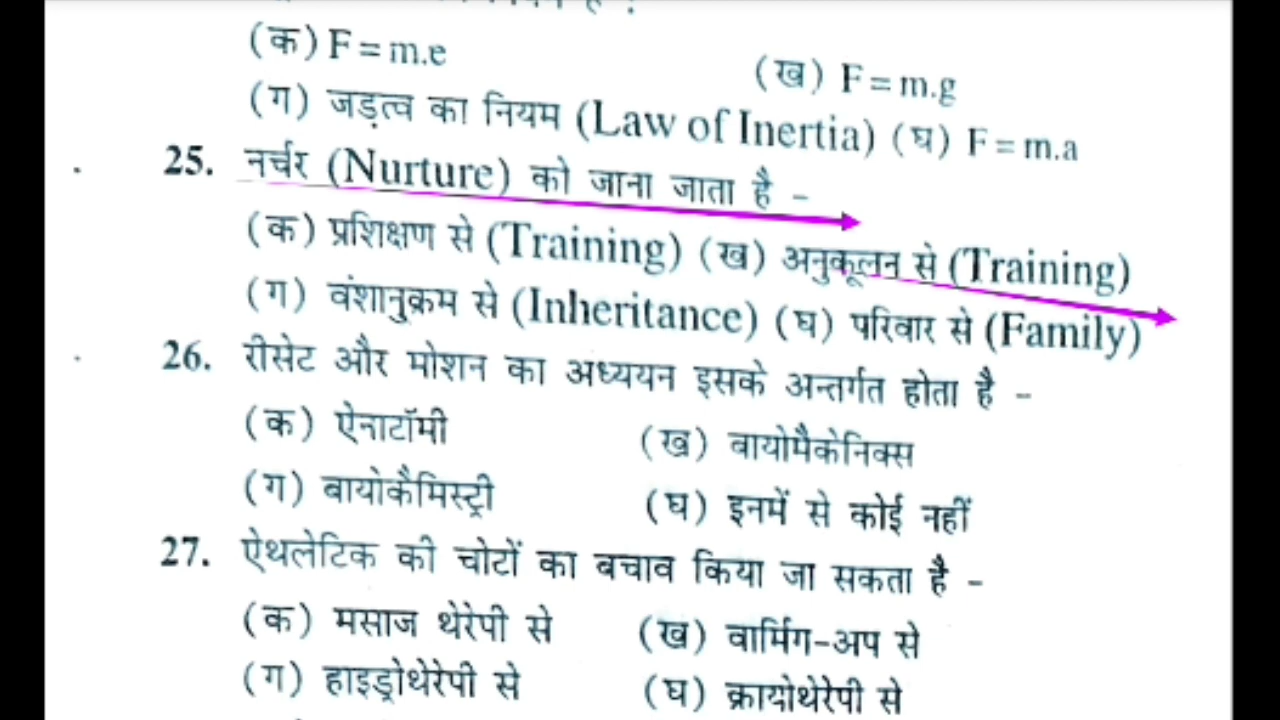 (क) F = m.e (ख) F = m.g
(ग) जड़त्व का नियम (Law of Inertia) (घ) F = m.a
25. नर्चर (Nurture) को जाना जाता है -
(क) प्रशिक्षण से (Training) (ख) अनुकूलन से (Training)
(ग) वंशानुक्रम से (Inheritance) (घ) परिवार से (Family)
26. रीसेट और मोशन का अध्ययन इसके अन्तर्गत होता है -
(क) ऐनाटॉमी (ख) बायोमैकेनिक्स
(ग) बायोकैमिस्ट्री (घ) इनमें से कोई नहीं
27. ऐथलेटिक की चोटों का बचाव किया जा सकता है -
(क) मसाज थेरेपी से (ख) वार्मिग-अप से
(ग) हाइड्रोथेरेपी से (घ) क्रायोथेरेपी से